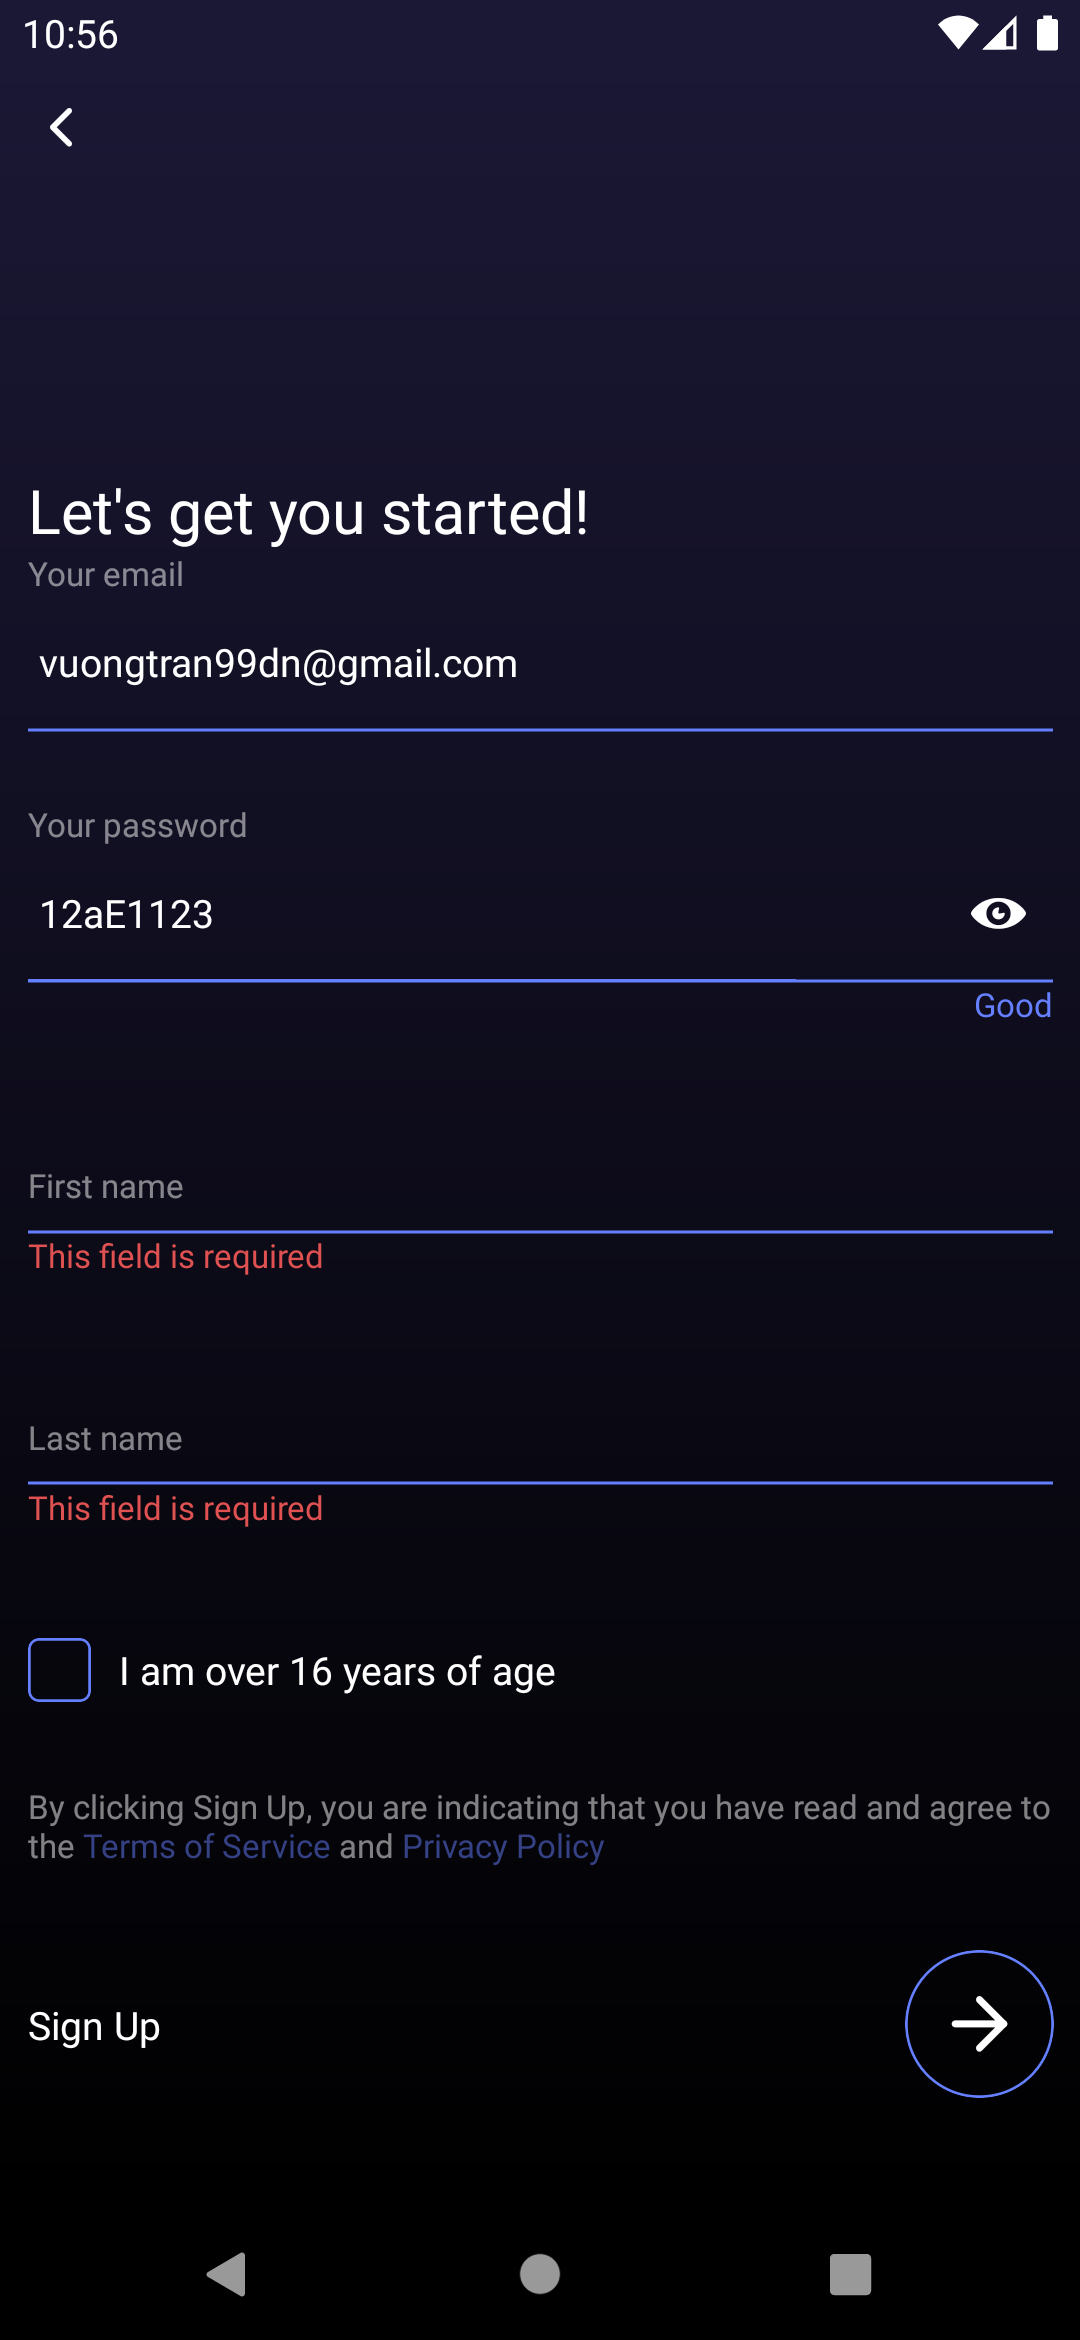 10:56
Let's get you started!
Your email
vuongtran99dn@gmail.com
Your password
12aE1123
Good
First name
This field is required
Last name
This field is required
I am over 16 years of age
By clicking Sign Up, you are indicating that you have read and agree to
the Terms of Service and Privacy Policy
Sign Up